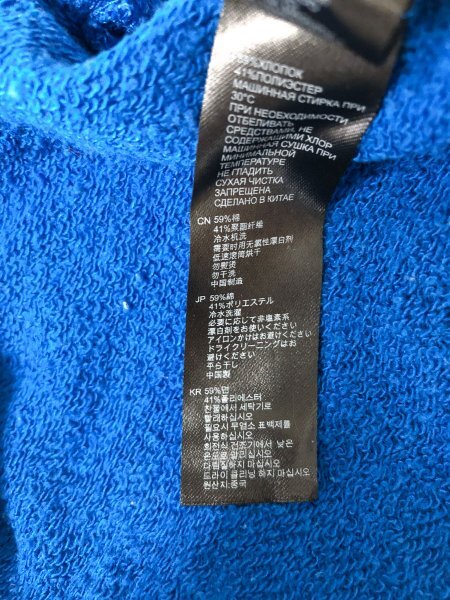 59%ХЛОПОК
41%ПОЛИЭСТЕР
МАШИННАЯ СТИРКА ПРИ
30°C
ПРИ НЕОБХОДИМОСТИ
ОТБЕЛИВАТЬ
СРЕДСТВАМИ, НЕ
СОДЕРЖАЩИМИ ХЛОР
МАШИННАЯ СУШКА ПРИ
МИНИМАЛЬНОЙ
ТЕМПЕРАТУРЕ
НЕ ГЛАДИТЬ
СУХАЯ ЧИСТКА
ЗАПРЕЩЕНА
СДЕЛАНО В КИТАЕ
CN 59%棉
41%聚酯纤维
冷水机洗
需要时用无氯性漂白剂
低速滚筒烘干
勿熨烫
勿干洗
中国制造
JP 59%綿
41%ポリエステル
冷水洗濯
必要に応じて非塩素系
漂白剤をお使いください
アイロンかけはお避けください
ドライクリーニングはお
避けください
平ら干し
中国製
KR 59%면
41%폴리에스터
찬물에서 세탁기로
빨래하십시오
필요시 무염소 표백제를
사용하십시오
회전식 건조기에서 낮은
온도로 말리십시오
다림질하지 마십시오
드라이 클리닝 하지 마십시오
원산지:중국